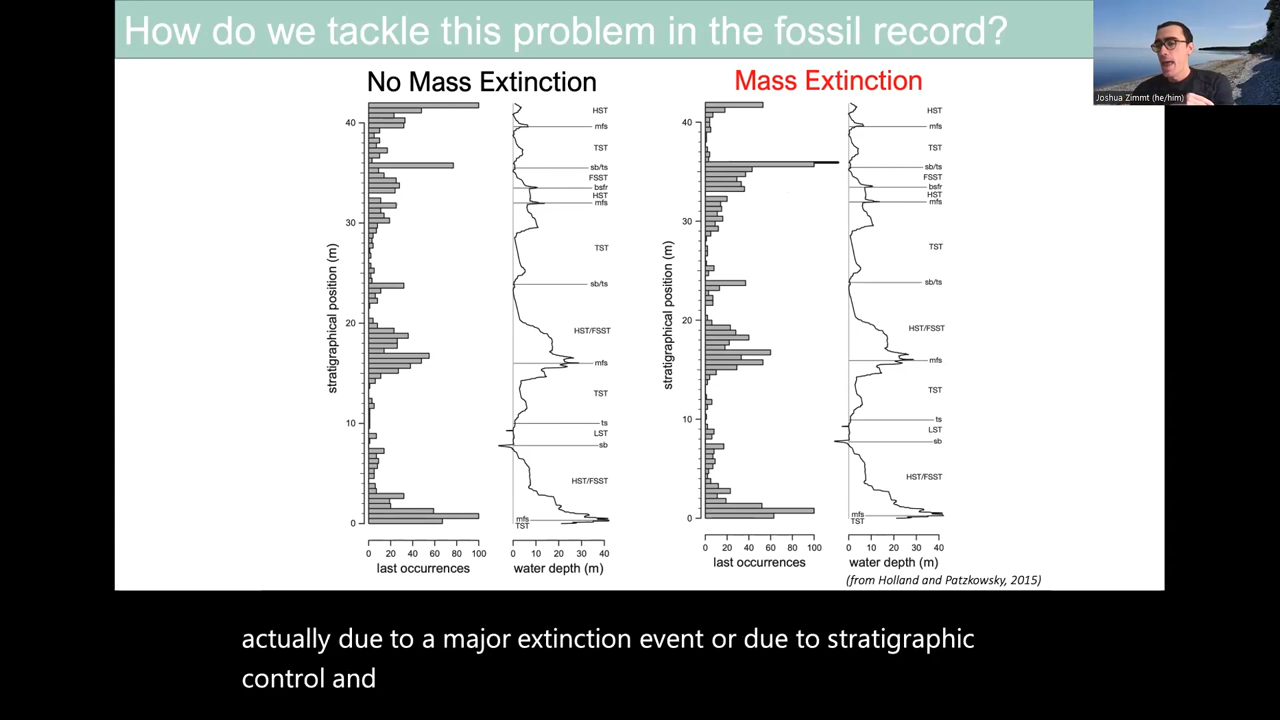 How do we tackle this problem in the fossil record?
Joshua Zimmt (he/him)
No Mass Extinction
Mass Extinction
stratigraphical position (m)
40
30
20
10
0
0 20 40 60 80 100
last occurrences
HST
mfs
TST
sb/ts
FSST
bsfr
HST
mfs
TST
sb/ts
HST/FSST
mfs
TST
ts
LST
sb
HST/FSST
mfs
TST
0 10 20 30 40
water depth (m)
stratigraphical position (m)
40
30
20
10
0
0 20 40 60 80 100
last occurrences
HST
mfs
TST
sb/ts
FSST
bsfr
HST
mfs
TST
sb/ts
HST/FSST
mfs
TST
ts
LST
sb
HST/FSST
mfs
TST
0 10 20 30 40
water depth (m)
(from Holland and Patzkowsky, 2015)
actually due to a major extinction event or due to stratigraphic
control and